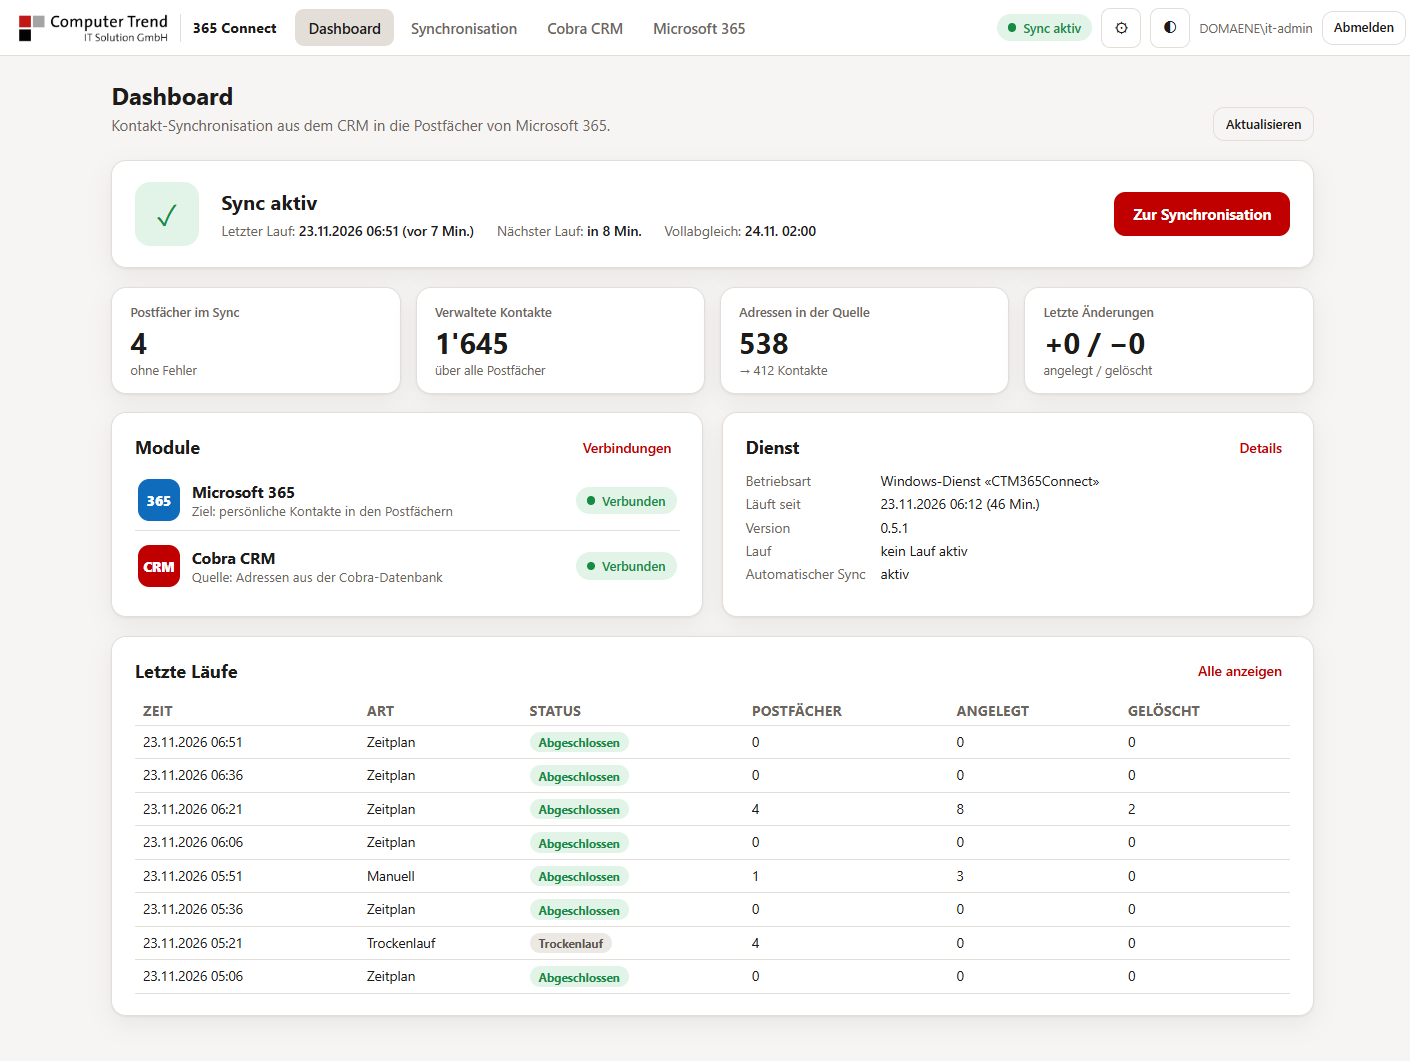 Computer Trend
IT Solution GmbH
365 Connect
Dashboard
Synchronisation
Cobra CRM
Microsoft 365
Sync aktiv
DOMAENE\it-admin
Abmelden
Dashboard
Kontakt-Synchronisation aus dem CRM in die Postfächer von Microsoft 365.
Aktualisieren
Sync aktiv
Letzter Lauf: 23.11.2026 06:51 (vor 7 Min.) Nächster Lauf: in 8 Min. Vollabgleich: 24.11. 02:00
Zur Synchronisation
Postfächer im Sync
4
ohne Fehler
Verwaltete Kontakte
1'645
über alle Postfächer
Adressen in der Quelle
538
→ 412 Kontakte
Letzte Änderungen
+0 / −0
angelegt / gelöscht
Module
Verbindungen
365
Microsoft 365
Ziel: persönliche Kontakte in den Postfächern
Verbunden
CRM
Cobra CRM
Quelle: Adressen aus der Cobra-Datenbank
Verbunden
Dienst
Details
Betriebsart Windows-Dienst «CTM365Connect»
Läuft seit 23.11.2026 06:12 (46 Min.)
Version 0.5.1
Lauf kein Lauf aktiv
Automatischer Sync aktiv
Letzte Läufe
Alle anzeigen
ZEIT ART STATUS POSTFÄCHER ANGELEGT GELÖSCHT
23.11.2026 06:51 Zeitplan Abgeschlossen 0 0 0
23.11.2026 06:36 Zeitplan Abgeschlossen 0 0 0
23.11.2026 06:21 Zeitplan Abgeschlossen 4 8 2
23.11.2026 06:06 Zeitplan Abgeschlossen 0 0 0
23.11.2026 05:51 Manuell Abgeschlossen 1 3 0
23.11.2026 05:36 Zeitplan Abgeschlossen 0 0 0
23.11.2026 05:21 Trockenlauf Trockenlauf 4 0 0
23.11.2026 05:06 Zeitplan Abgeschlossen 0 0 0